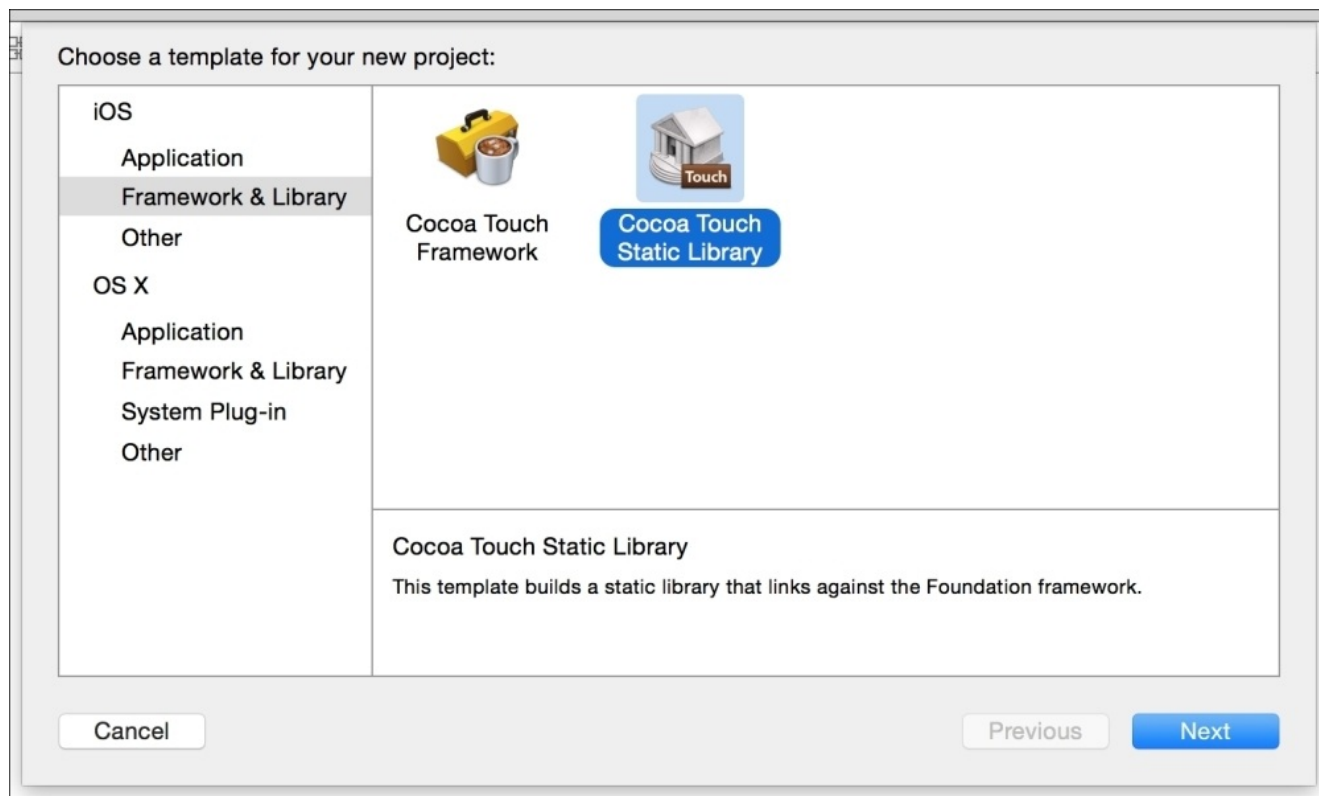 Choose a template for your new project:
iOS
Application
Framework & Library
Other
OS X
Application
Framework & Library
System Plug-in
Other
Cocoa Touch
Framework
Touch
Cocoa Touch
Static Library
Cocoa Touch Static Library
This template builds a static library that links against the Foundation framework.
Cancel
Previous
Next